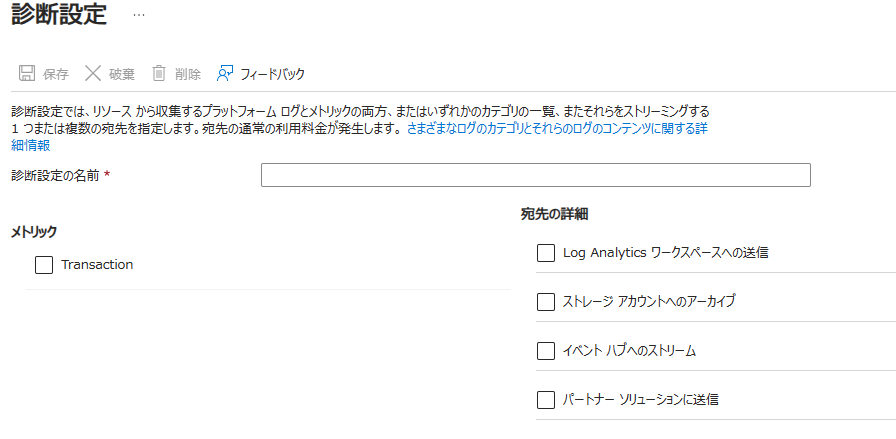 診断設定 …
保存 破棄 削除 フィードバック
診断設定では、リソース から収集するプラットフォーム ログとメトリックの両方、またはいずれかのカテゴリの一覧、またそれらをストリーミングする
1 つまたは複数の宛先を指定します。宛先の通常の利用料金が発生します。 さまざまなログのカテゴリとそれらのログのコンテンツに関する詳
細情報
診断設定の名前 *
宛先の詳細
メトリック
Log Analytics ワークスペースへの送信
Transaction
ストレージ アカウントへのアーカイブ
イベント ハブへのストリーム
パートナー ソリューションに送信